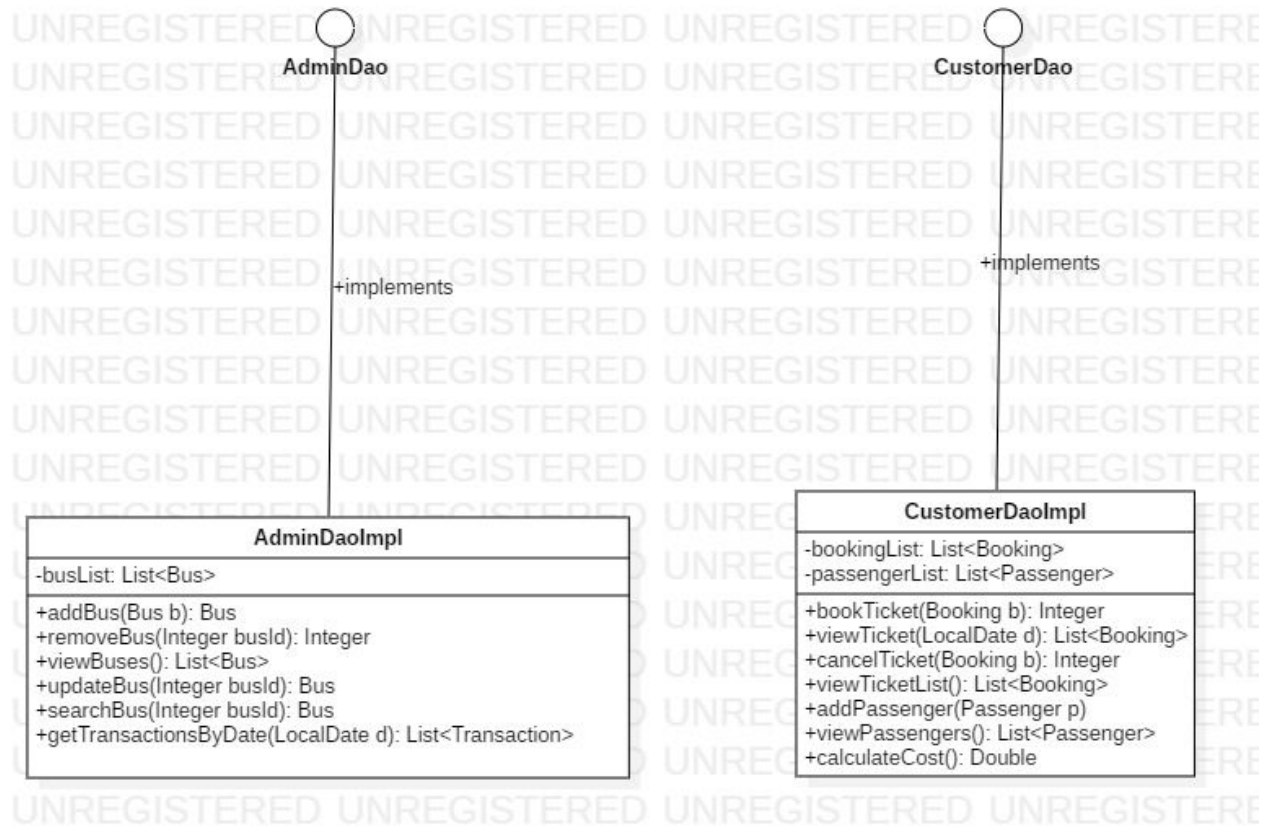 AdminDao
+implements
AdminDaoImpl
-busList: List<Bus>
+addBus(Bus b): Bus
+removeBus(Integer busId): Integer
+viewBuses(): List<Bus>
+updateBus(Integer busId): Bus
+searchBus(Integer busId): Bus
+getTransactionsByDate(LocalDate d): List<Transaction>
CustomerDao
+implements
CustomerDaoImpl
-bookingList: List<Booking>
-passengerList: List<Passenger>
+bookTicket(Booking b): Integer
+viewTicket(LocalDate d): List<Booking>
+cancelTicket(Booking b): Integer
+viewTicketList(): List<Booking>
+addPassenger(Passenger p)
+viewPassengers(): List<Passenger>
+calculateCost(): Double
UNREGISTERED